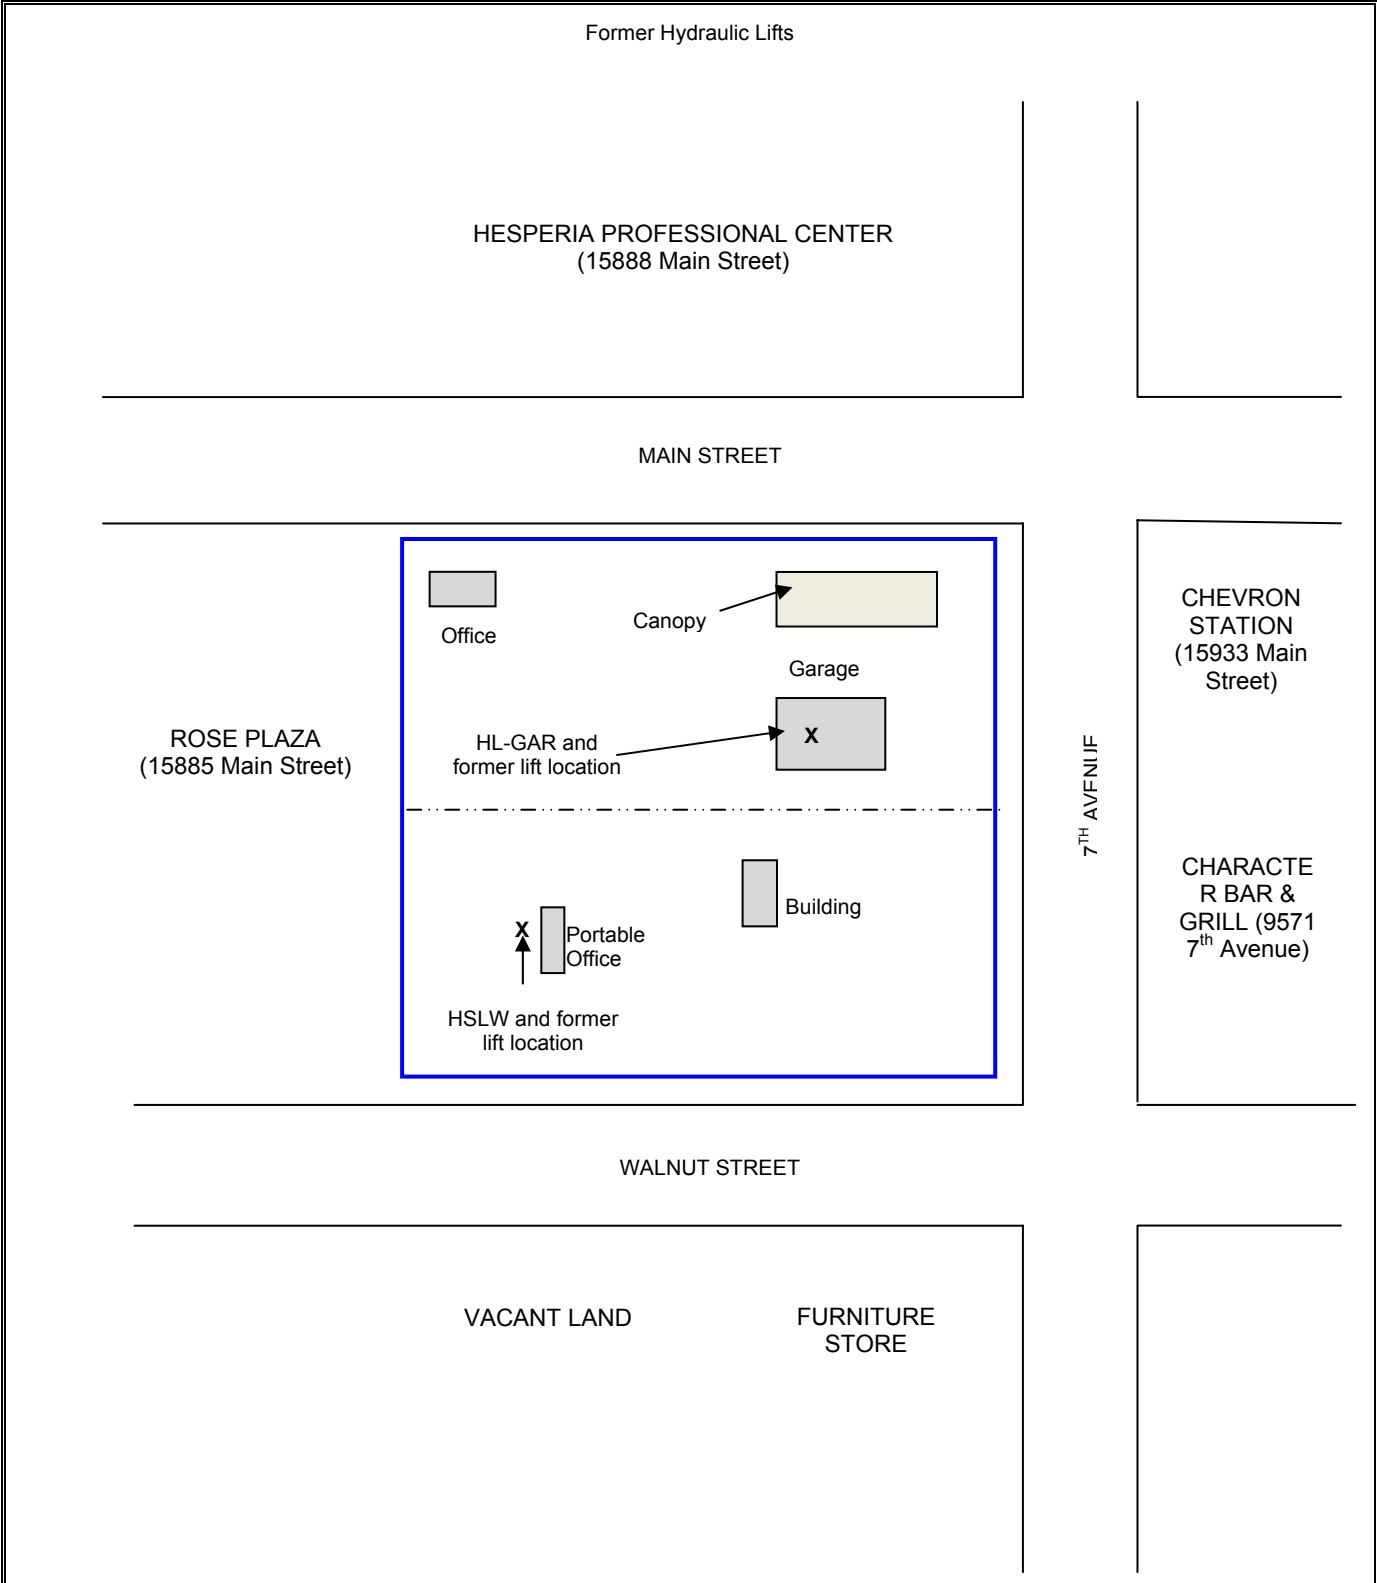 Former Hydraulic Lifts
HESPERIA PROFESSIONAL CENTER
(15888 Main Street)
MAIN STREET
Office
Canopy
Garage
CHEVRON
STATION
(15933 Main
Street)
ROSE PLAZA
(15885 Main Street)
HL-GAR and
former lift location
X
7TH AVENUE
Building
CHARACTE
R BAR &
GRILL (9571
7th Avenue)
X
Portable
Office
HSLW and former
lift location
WALNUT STREET
VACANT LAND
FURNITURE
STORE